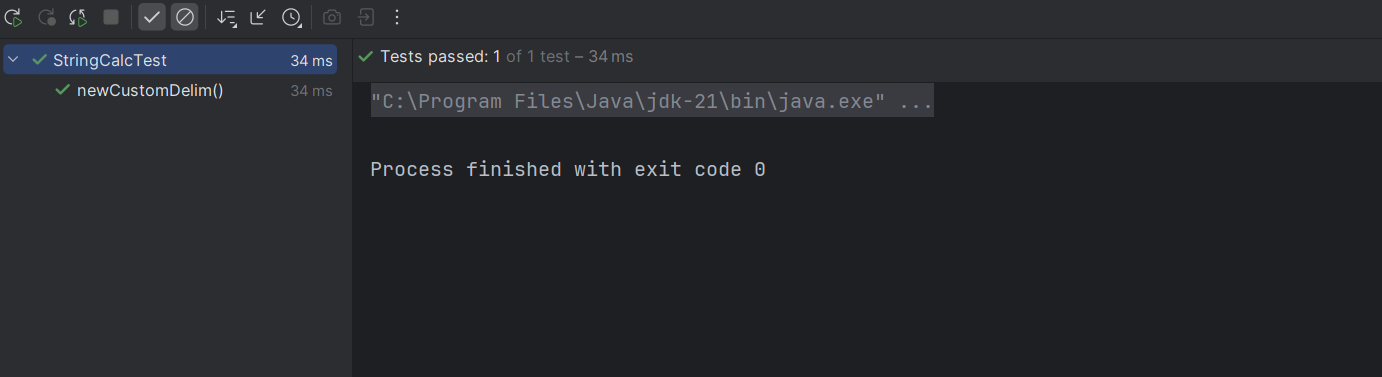 StringCalcTest 34 ms
newCustomDelim() 34 ms
Tests passed: 1 of 1 test – 34 ms
"C:\Program Files\Java\jdk-21\bin\java.exe" ...
Process finished with exit code 0